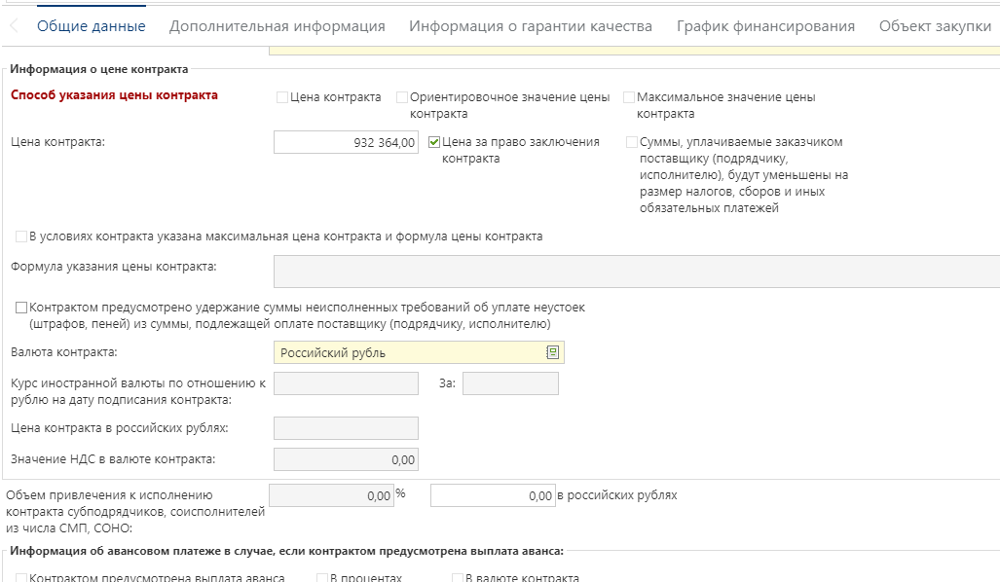 Общие данные Дополнительная информация Информация о гарантии качества График финансирования Объект закупки
Информация о цене контракта
Способ указания цены контракта
Цена контракта
Ориентировочное значение цены
контракта
Максимальное значение цены
контракта
Цена контракта:
932 364,00
Цена за право заключения
контракта
Суммы, уплачиваемые заказчиком
поставщику (подрядчику,
исполнителю), будут уменьшены на
размер налогов, сборов и иных
обязательных платежей
В условиях контракта указана максимальная цена контракта и формула цены контракта
Формула указания цены контракта:
Контрактом предусмотрено удержание суммы неисполненных требований об уплате неустоек
(штрафов, пеней) из суммы, подлежащей оплате поставщику (подрядчику, исполнителю)
Валюта контракта:
Российский рубль
Курс иностранной валюты по отношению к
рублю на дату подписания контракта:
За:
Цена контракта в российских рублях:
Значение НДС в валюте контракта:
0,00
Объем привлечения к исполнению
контракта субподрядчиков, соисполнителей
из числа СМП, СОНО:
0,00 %
0,00 в российских рублях
Информация об авансовом платеже в случае, если контрактом предусмотрена выплата аванса:
Контрактом предусмотрена выплата аванса В процентах В валюте контракта